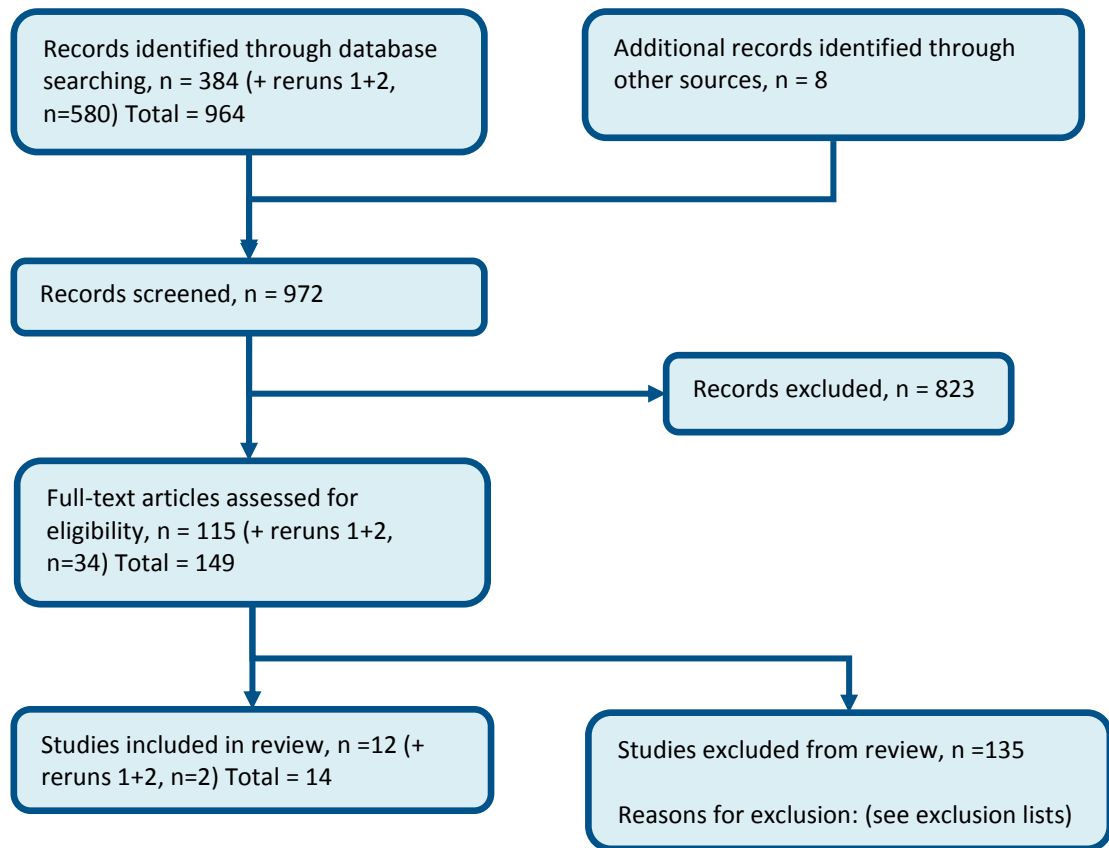 Records identified through database
searching, n = 384 (+ reruns 1+2,
n=580) Total = 964
Additional records identified through
other sources, n = 8
Records screened, n = 972
Records excluded, n = 823
Full-text articles assessed for
eligibility, n = 115 (+ reruns 1+2,
n=34) Total = 149
Studies included in review, n =12 (+
reruns 1+2, n=2) Total = 14
Studies excluded from review, n =135
Reasons for exclusion: (see exclusion lists)